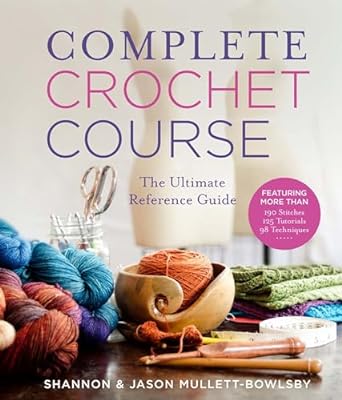 COMPLETE
CROCHET
COURSE
The Ultimate
Reference Guide
FEATURING
MORE THAN
190 Stitches
125 Tutorials
98 Techniques
SHANNON & JASON MULLETT-BOWLSBY